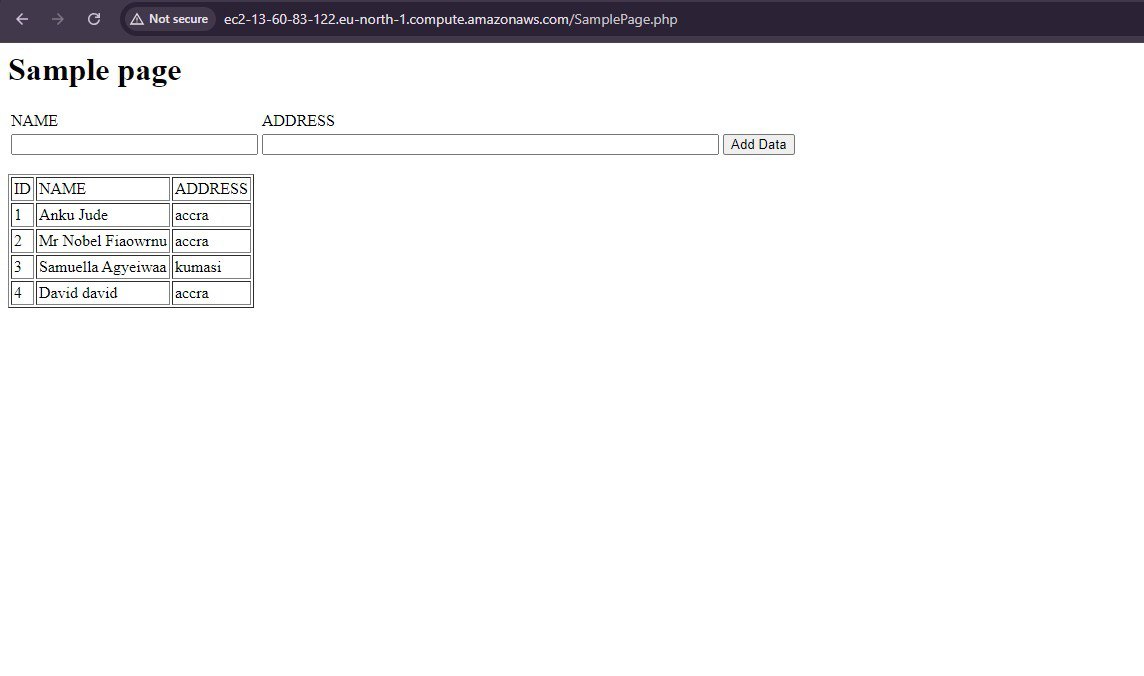 Not secure ec2-13-60-83-122.eu-north-1.compute.amazonaws.com/SamplePage.php
Sample page
NAME ADDRESS
Add Data
ID NAME ADDRESS
1 Anku Jude accra
2 Mr Nobel Fiaowrnu accra
3 Samuella Agyeiwaa kumasi
4 David david accra